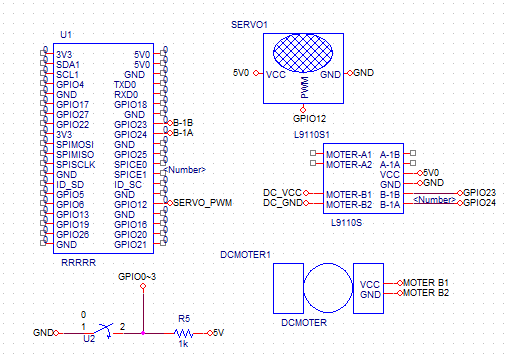 SERVO1
U1
3V3 5V0
SDA1 5V0
SCL1 GND
GPIO4 TXD0
GND RXD0
GPIO17 GPIO18
GPIO27 GND
GPIO22 GPIO23 B-1B
3V3 GPIO24 B-1A
SPIMOSI GND
SPIMISO GPIO25
SPISCLK SPICE0
GND SPICE1 <Number>
ID_SD ID_SC
GPIO5 GND
GPIO6 GPIO12 SERVO_PWM
GPIO13 GND
GPIO19 GPIO16
GPIO26 GPIO20
GND GPIO21
RRRRR
5V0 VCC GND GND
PWM
GPIO12
L9110S1
MOTER-A1 A-1B
MOTER-A2 A-1A
VCC 5V0
GND GND
DC_VCC MOTER-B1 B-1B GPIO23
DC_GND MOTER-B2 B-1A <Number> GPIO24
L9110S
DCMOTER1
VCC MOTER B1
GND MOTER B2
DCMOTER
GPIO0~3
0
GND 1 2 5V
U2
R5
1k